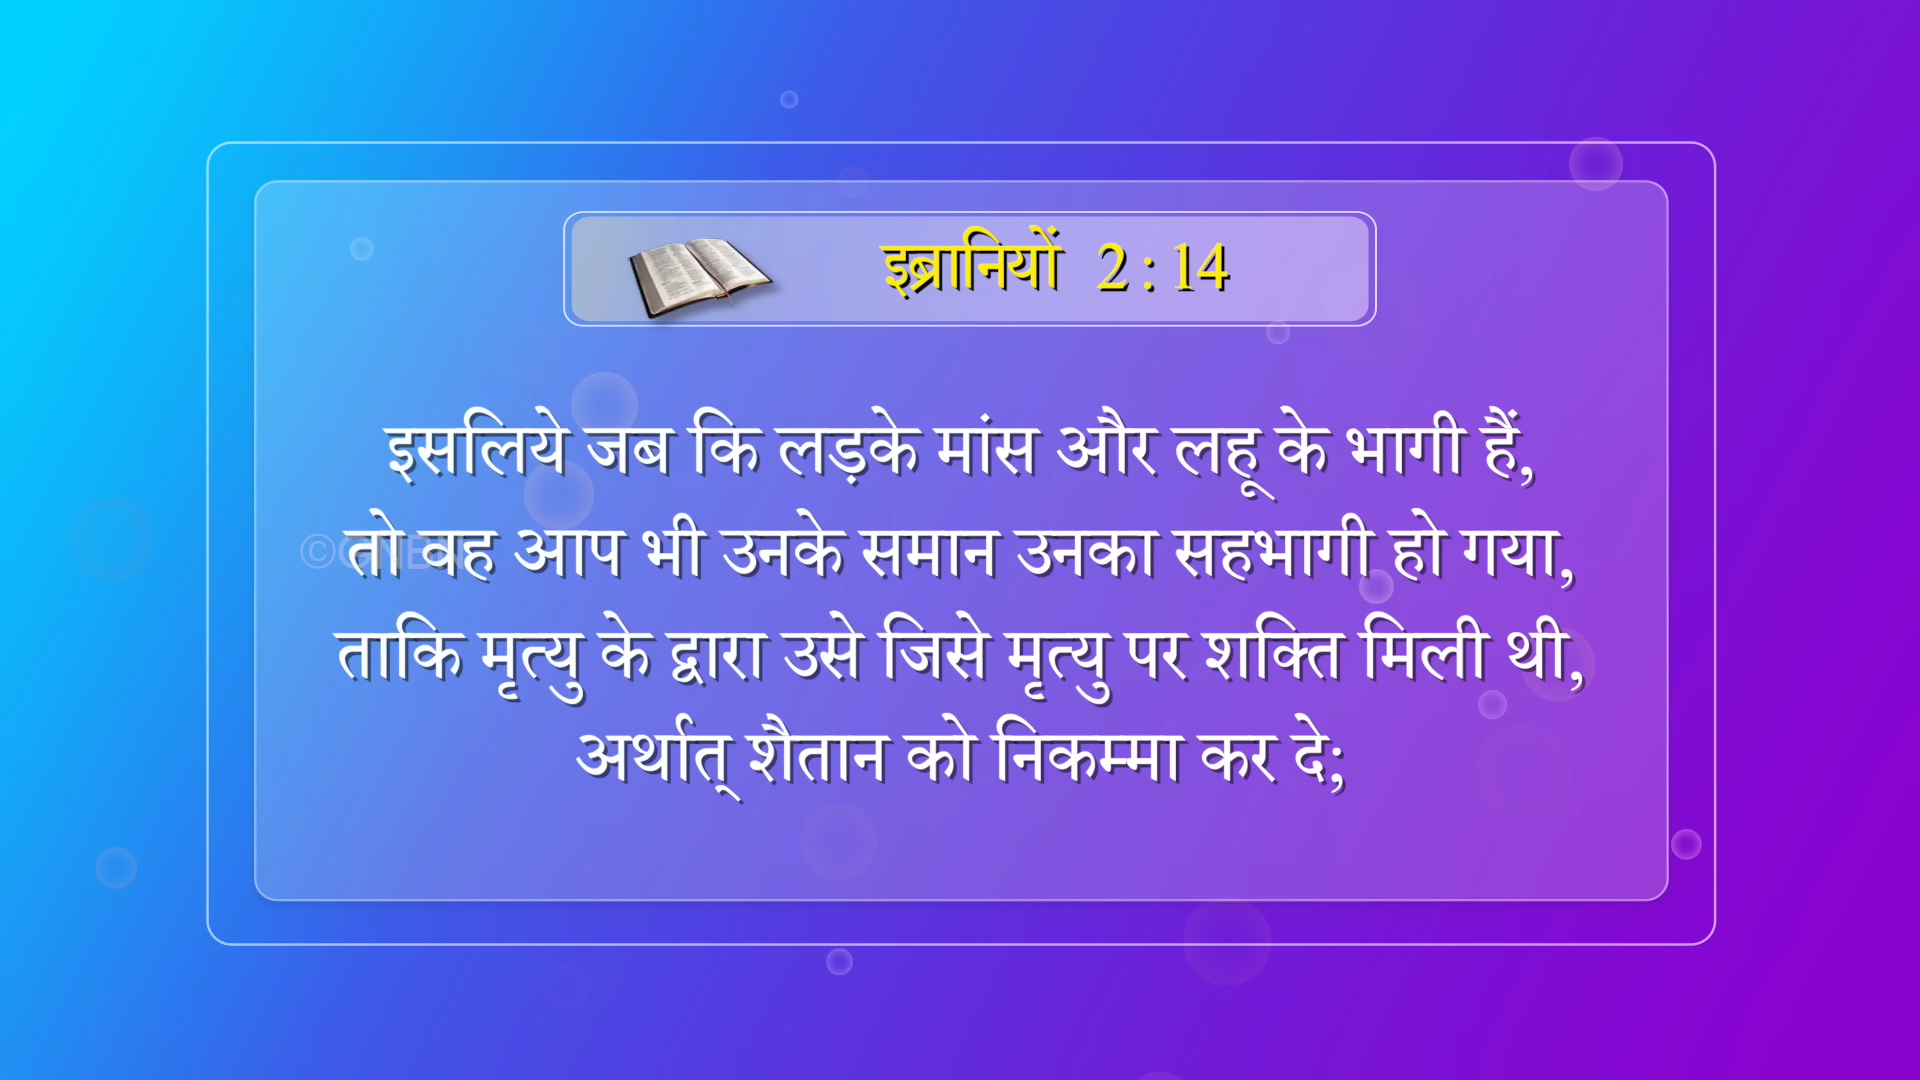 इब्रानियों 2:14
इसलिये जब कि लड़के मांस और लहू के भागी हैं,
तो वह आप भी उनके समान उनका सहभागी हो गया,
ताकि मृत्यु के द्वारा उसे जिसे मृत्यु पर शक्ति मिली थी,
अर्थात् शैतान को निकम्मा कर दे;